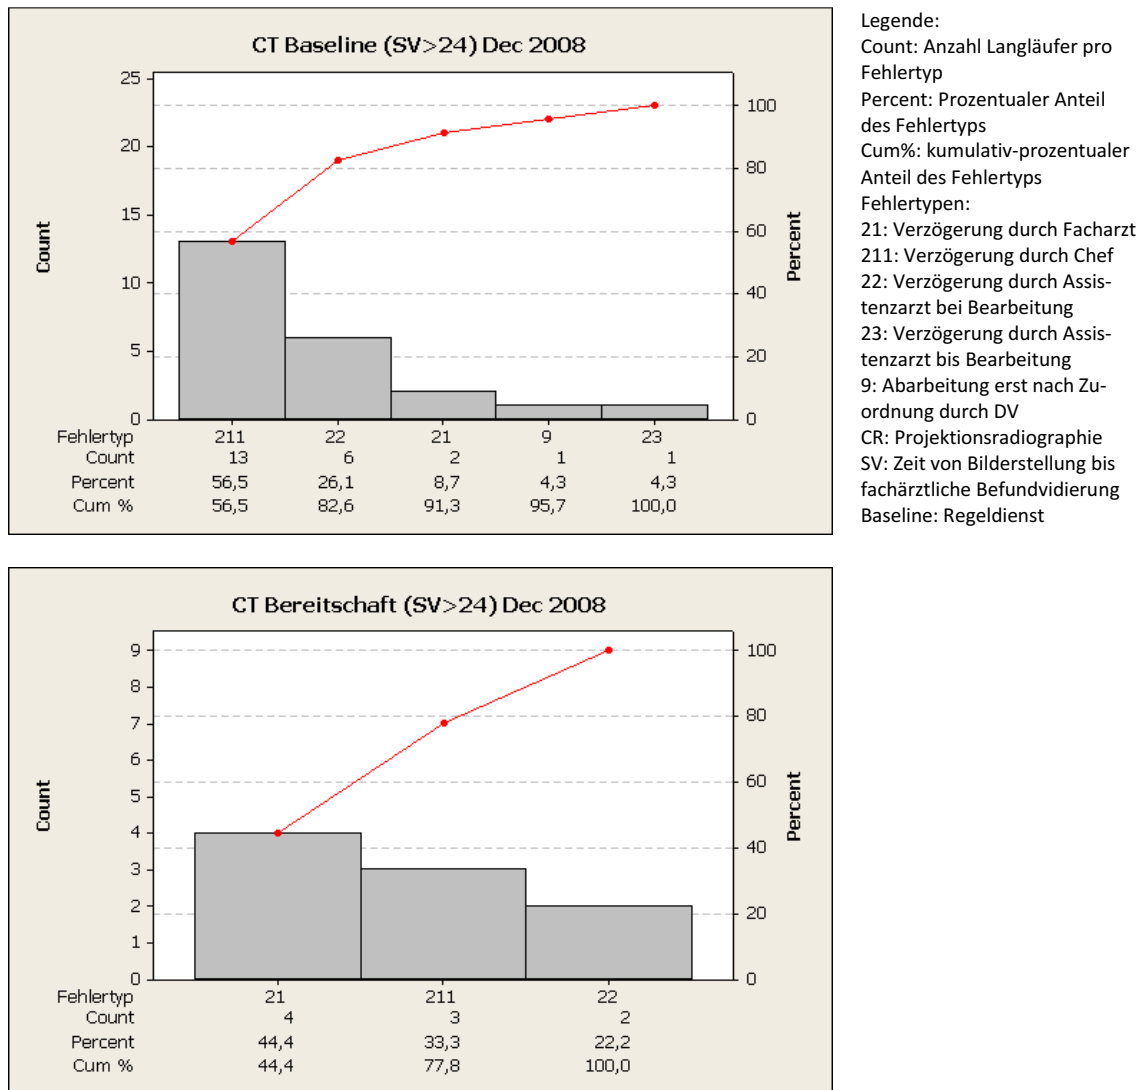 CT Baseline (SV>24) Dec 2008
25
20
15
10
5
0
Count
100
80
60
40
20
0
Percent
Fehlertyp 211 22 21 9 23
Count 13 6 2 1 1
Percent 56,5 26,1 8,7 4,3 4,3
Cum % 56,5 82,6 91,3 95,7 100,0
Legende:
Count: Anzahl Langläufer pro
Fehlertyp
Percent: Prozentualer Anteil
des Fehlertyps
Cum%: kumulativ-prozentualer
Anteil des Fehlertyps
Fehlertypen:
21: Verzögerung durch Facharzt
211: Verzögerung durch Chef
22: Verzögerung durch Assis-
tenzarzt bei Bearbeitung
23: Verzögerung durch Assis-
tenzarzt bis Bearbeitung
9: Abarbeitung erst nach Zu-
ordnung durch DV
CR: Projektionsradiographie
SV: Zeit von Bilderstellung bis
fachärztliche Befundvidierung
Baseline: Regeldienst
CT Bereitschaft (SV>24) Dec 2008
9
8
7
6
5
4
3
2
1
0
Count
100
80
60
40
20
0
Percent
Fehlertyp 21 211 22
Count 4 3 2
Percent 44,4 33,3 22,2
Cum % 44,4 77,8 100,0